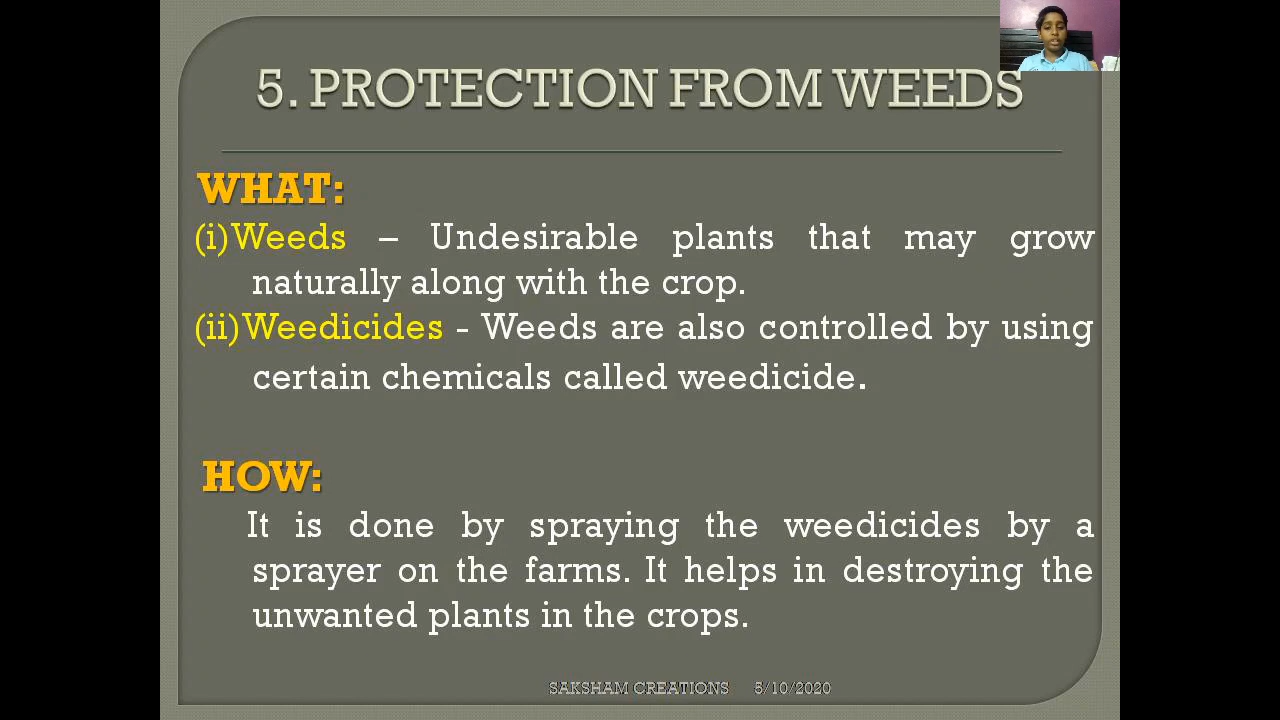 5. PROTECTION FROM WEEDS
WHAT:
(i)Weeds – Undesirable plants that may grow
naturally along with the crop.
(ii)Weedicides - Weeds are also controlled by using
certain chemicals called weedicide.
HOW:
It is done by spraying the weedicides by a
sprayer on the farms. It helps in destroying the
unwanted plants in the crops.
SAKSHAM CREATIONS 5/10/2020